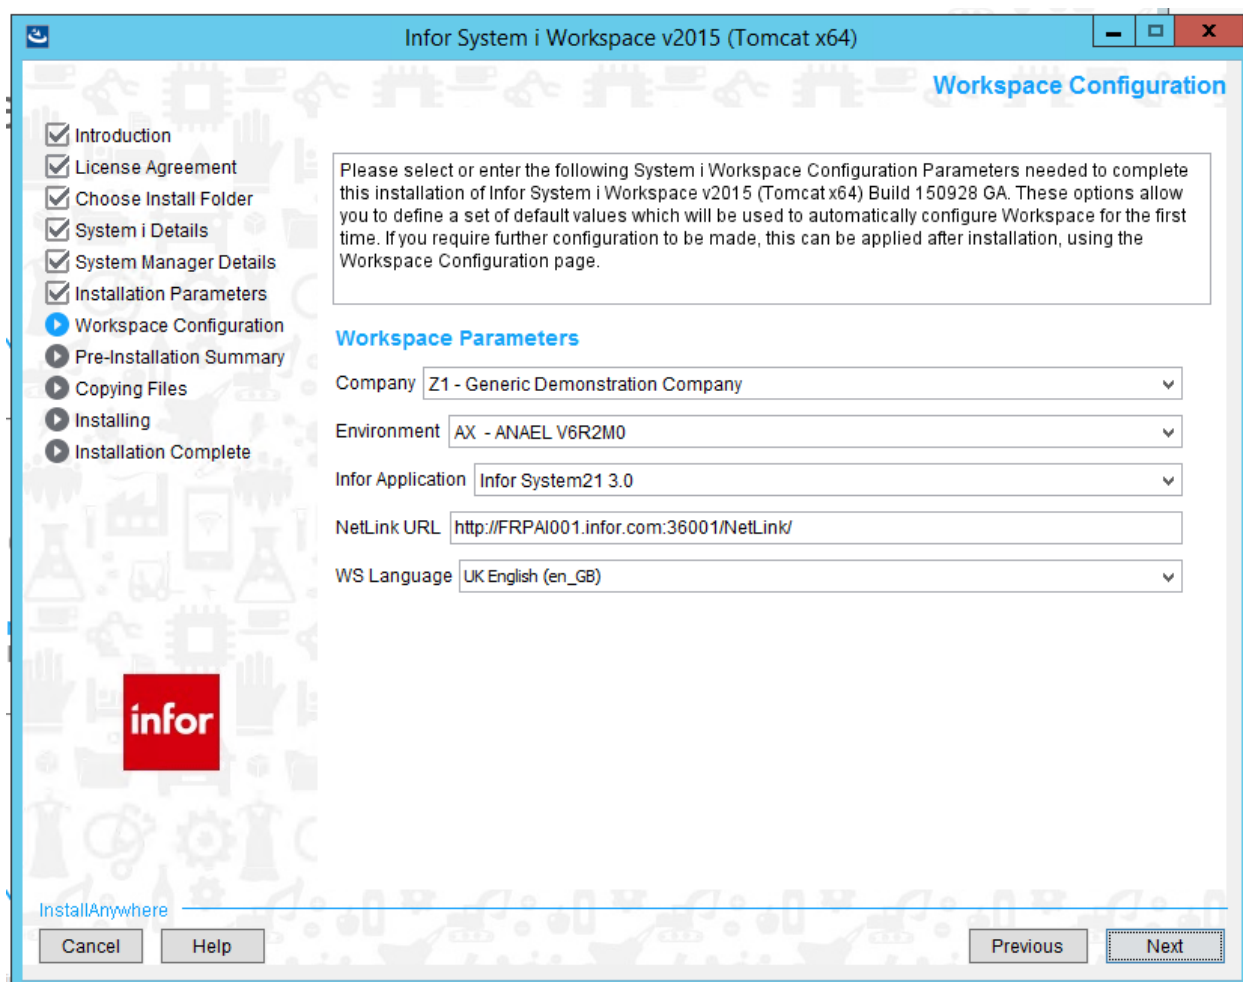 Infor System i Workspace v2015 (Tomcat x64)
x
Workspace Configuration
Introduction
License Agreement
Choose Install Folder
System i Details
System Manager Details
Installation Parameters
Workspace Configuration
Pre-Installation Summary
Copying Files
Installing
Installation Complete
Please select or enter the following System i Workspace Configuration Parameters needed to complete
this installation of Infor System i Workspace v2015 (Tomcat x64) Build 150928 GA. These options allow
you to define a set of default values which will be used to automatically configure Workspace for the first
time. If you require further configuration to be made, this can be applied after installation, using the
Workspace Configuration page.
Workspace Parameters
Company Z1 - Generic Demonstration Company
Environment AX - ANAEL V6R2M0
Infor Application Infor System21 3.0
NetLink URL http://FRPAI001.infor.com:36001/NetLink/
WS Language UK English (en_GB)
infor
InstallAnywhere
Cancel Help Previous Next